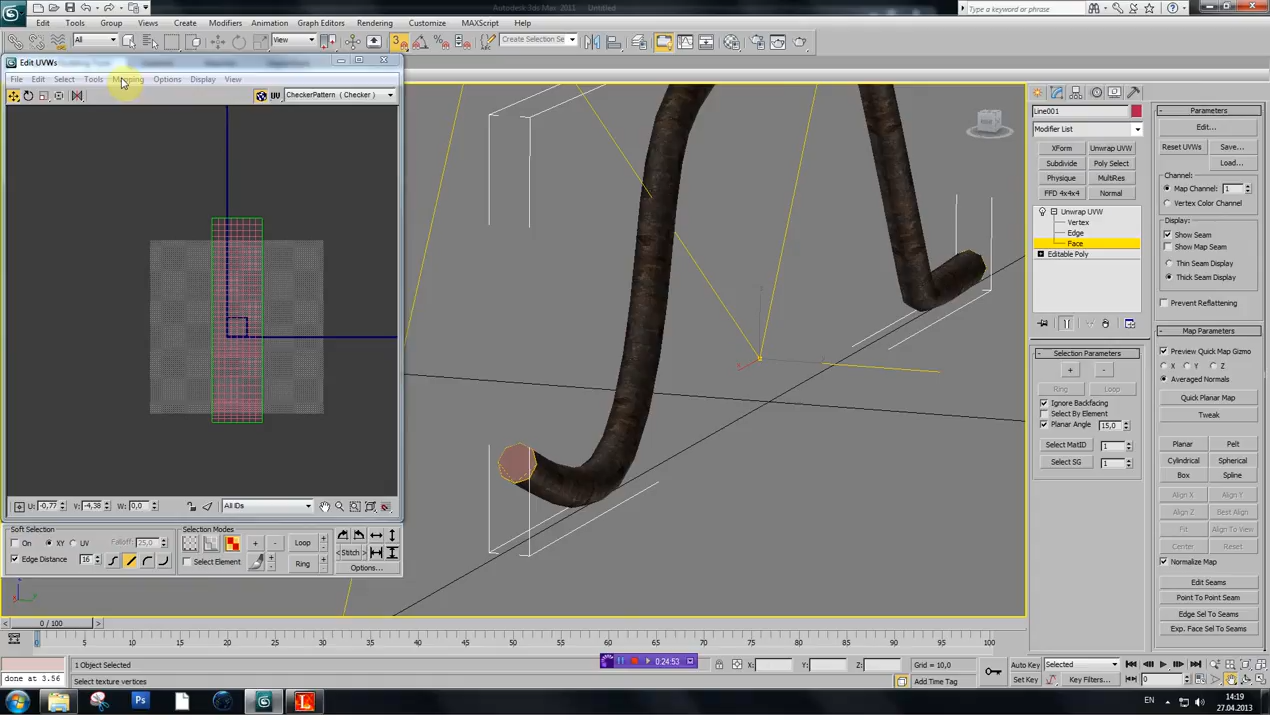 Autodesk 3ds Max 2011 Untitled
Type a keyword or phrase
Edit Tools Group Views Create Modifiers Animation Graph Editors Rendering Customize MAXScript Help
All View 3 Create Selection Se
Edit UVWs
File Edit Select Tools Mapping Options Display View
UV CheckerPattern ( Checker )
U: -0,77 V: -4,38 W: 0,0 All IDs
Soft Selection
On XY UV Falloff: 25,0
Edge Distance 16
Selection Modes
+ - Loop
Select Element Ring
Stitch
Options...
Line001
Modifier List
XForm Unwrap UVW
Subdivide Poly Select
Physique MultiRes
FFD 4x4x4 Normal
Unwrap UVW
Vertex
Edge
Face
Editable Poly
Selection Parameters
+ -
Ring Loop
Ignore Backfacing
Select By Element
Planar Angle 15,0
Select MatID 1
Select SG 1
Parameters
Edit...
Reset UVWs Save...
Load...
Channel:
Map Channel: 1
Vertex Color Channel
Display:
Show Seam
Show Map Seam
Thin Seam Display
Thick Seam Display
Prevent Reflattening
Map Parameters
Preview Quick Map Gizmo
X Y Z
Averaged Normals
Quick Planar Map
Tweak
Planar Pelt
Cylindrical Spherical
Box Spline
Align X Align Y
Align Z Best Align
Fit Align To View
Center Reset
Normalize Map
Edit Seams
Point To Point Seam
Edge Sel To Seams
Exp. Face Sel To Seams
< 0 / 100 >
0 5 10 15 20 25 30 35 40 45 50 55 60 65 70 75 80 85 90 95 100
1 Object Selected
0:24:53
X: Y: Z: Grid = 10,0
Auto Key Selected
done at 3.56
Select texture vertices
Add Time Tag
Set Key Key Filters... 0
Ps L
EN 14:19
27.04.2013